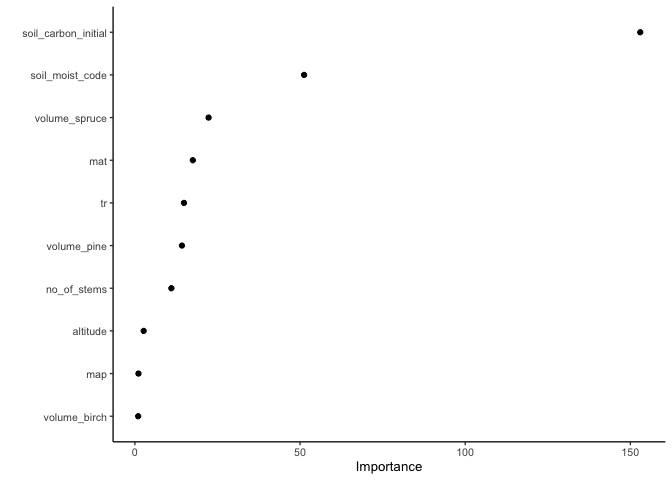 soil_carbon_initial
soil_moist_code
volume_spruce
mat
tr
volume_pine
no_of_stems
altitude
map
volume_birch
0 50 100 150
Importance